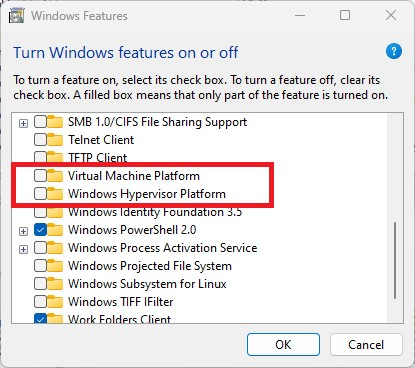 Windows Features
Turn Windows features on or off
?
To turn a feature on, select its check box. To turn a feature off, clear its
check box. A filled box means that only part of the feature is turned on.
SMB 1.0/CIFS File Sharing Support
Telnet Client
TFTP Client
Virtual Machine Platform
Windows Hypervisor Platform
Windows Identity Foundation 3.5
Windows PowerShell 2.0
Windows Process Activation Service
Windows Projected File System
Windows Subsystem for Linux
Windows TIFF IFilter
Work Folders Client
OK
Cancel